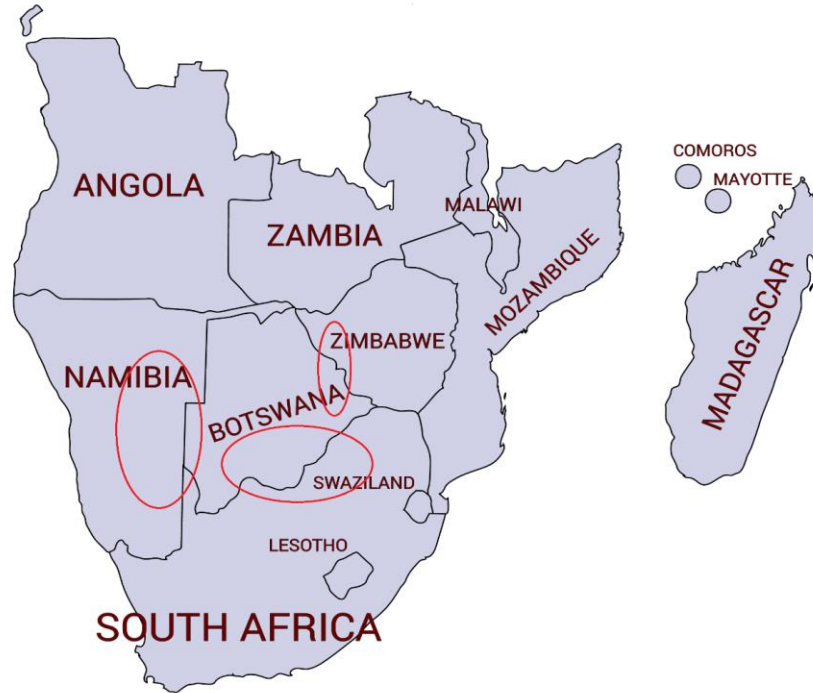 COMOROS
MAYOTTE
ANGOLA
MALAWI
ZAMBIA
MOZAMBIQUE
MADAGASCAR
ZIMBABWE
NAMIBIA
BOTSWANA
SWAZILAND
LESOTHO
SOUTH AFRICA